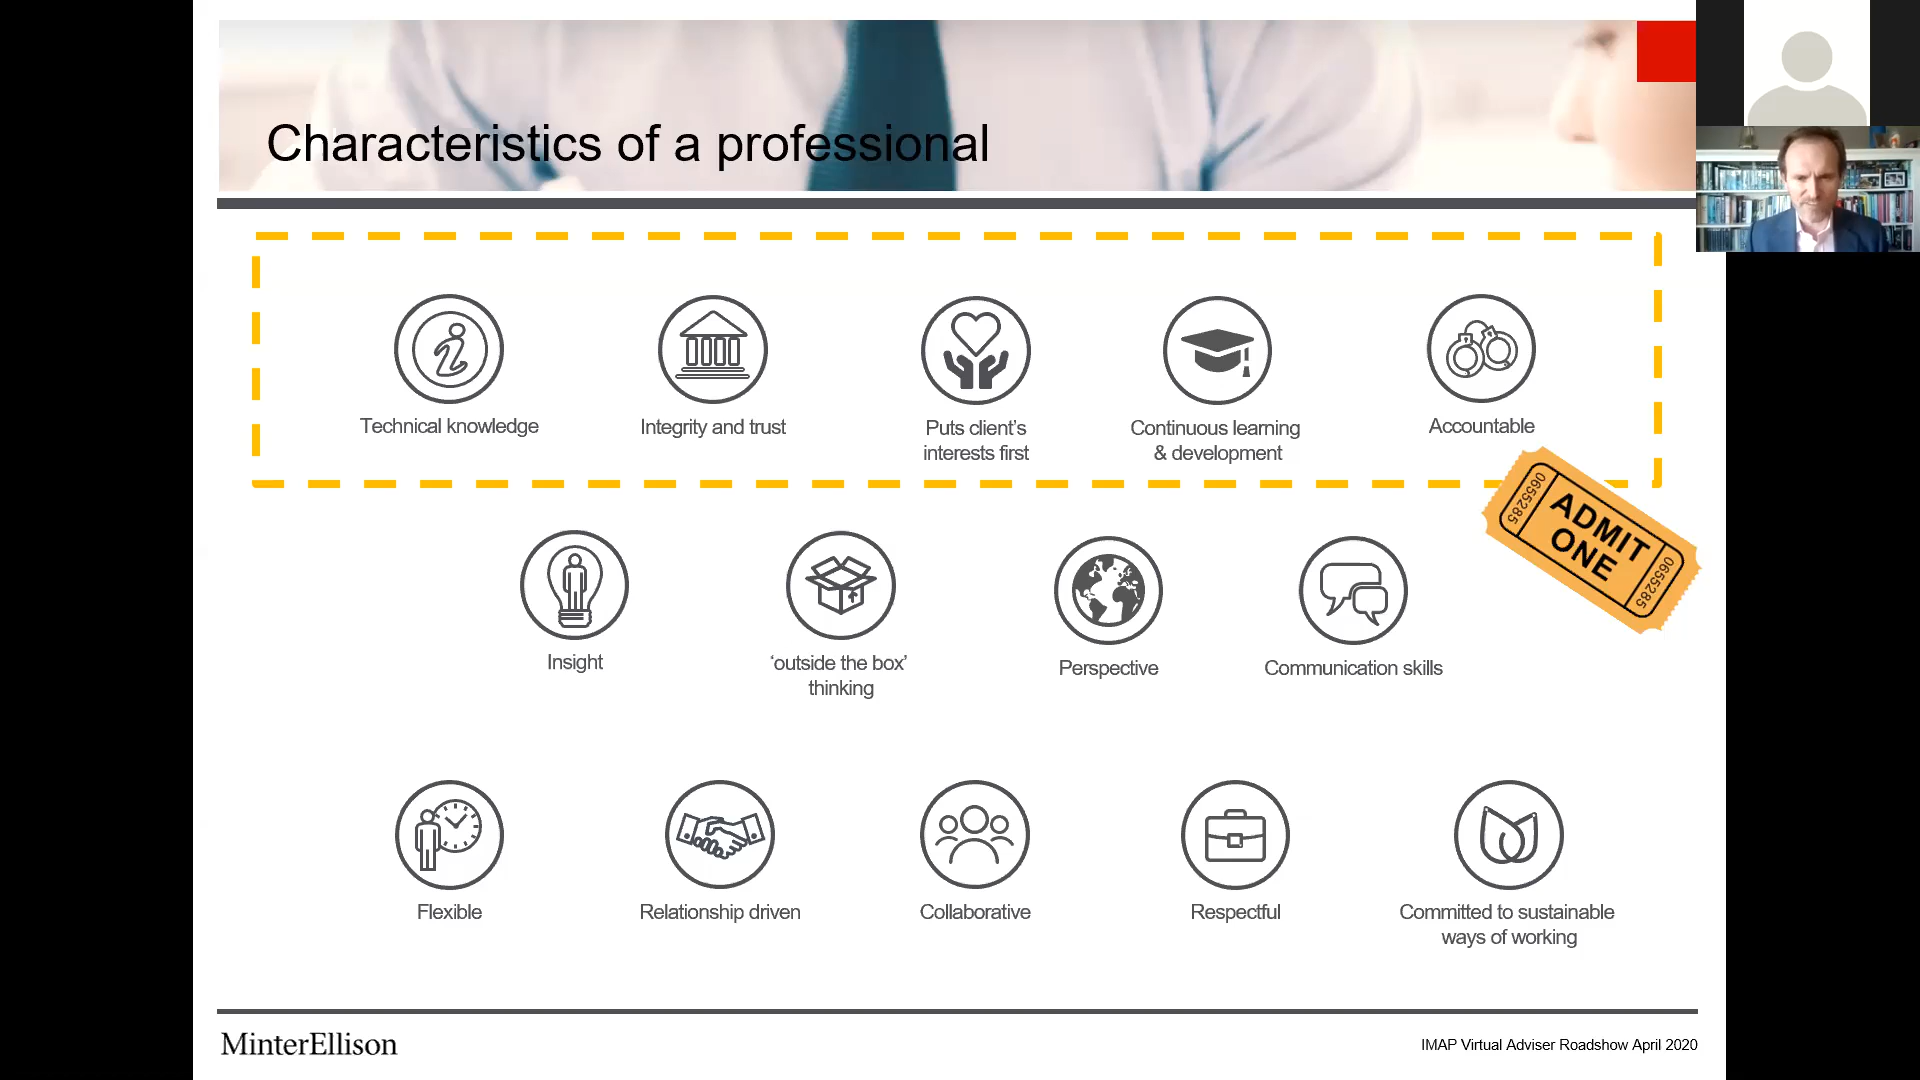 Characteristics of a professional
Technical knowledge
Integrity and trust
Puts client's
interests first
Continuous learning
& development
Accountable
0655285
ADMIT
ONE
0655285
Insight
‘outside the box’
thinking
Perspective
Communication skills
Flexible
Relationship driven
Collaborative
Respectful
Committed to sustainable
ways of working
MinterEllison
IMAP Virtual Adviser Roadshow April 2020